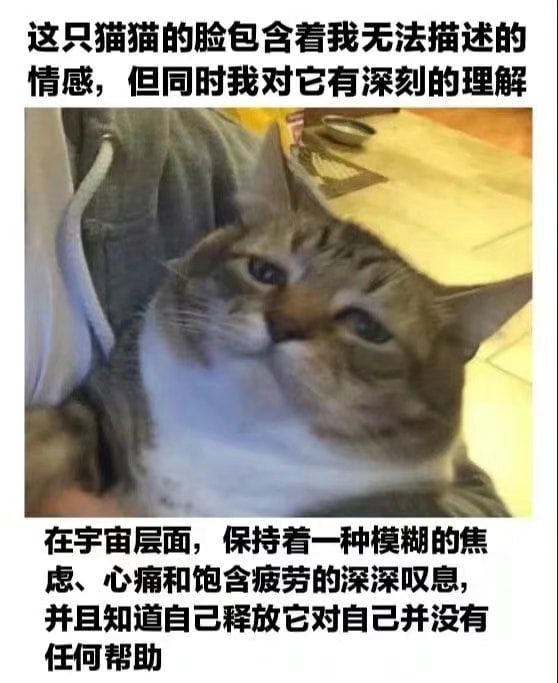 这只猫猫的脸包含着我无法描述的
情感，但同时我对它有深刻的理解
在宇宙层面，保持着一种模糊的焦
虑、心痛和饱含疲劳的深深叹息，
并且知道自己释放它对自己并没有
任何帮助